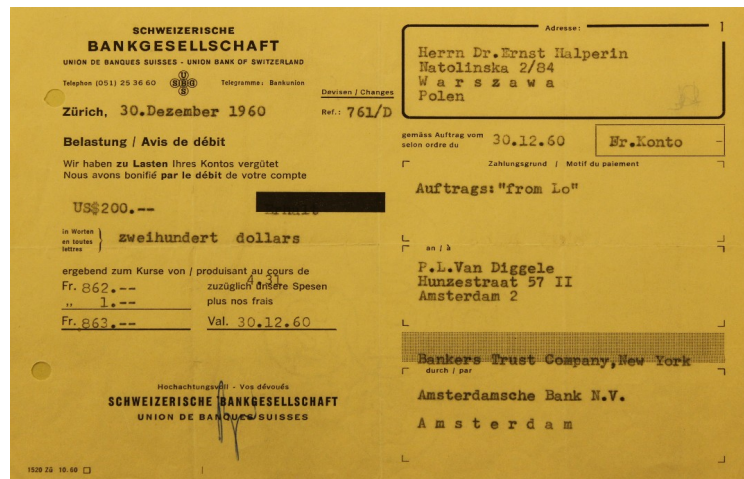 SCHWEIZERISCHE
BANKGESELLSCHAFT
UNION DE BANQUES SUISSES - UNION BANK OF SWITZERLAND
Telephon (051) 25 36 60
U
SBG
S
Telegramme: Bankunion
Devisen / Changes
Zürich, 30.Dezember 1960
Ref.: 761/D
Belastung / Avis de débit
Wir haben zu Lasten Ihres Kontos vergütet
Nous avons bonifié par le débit de votre compte
US$200.--
in Worten
en toutes
lettres
zweihundert dollars
ergebend zum Kurse von / produisant au cours de
4.31
Fr. 862.-- zuzüglich unsere Spesen
„ 1.-- plus nos frais
Fr. 863.-- Val. 30.12.60
Hochachtungsvoll - Vos dévoués
SCHWEIZERISCHE BANKGESELLSCHAFT
UNION DE BANQUES SUISSES
1520 Zü 10.60
Adresse:
1
Herrn Dr.Ernst Halperin
Natolinska 2/84
W a r s z a w a
Polen
gemäss Auftrag vom
selon ordre du
30.12.60
Fr.Konto
Zahlungsgrund / Motif du paiement
Auftrags:"from Lo"
an / à
P.L.Van Diggele
Hunzestraat 57 II
Amsterdam 2
Bankers Trust Company,New York
durch / par
Amsterdamsche Bank N.V.
A m s t e r d a m